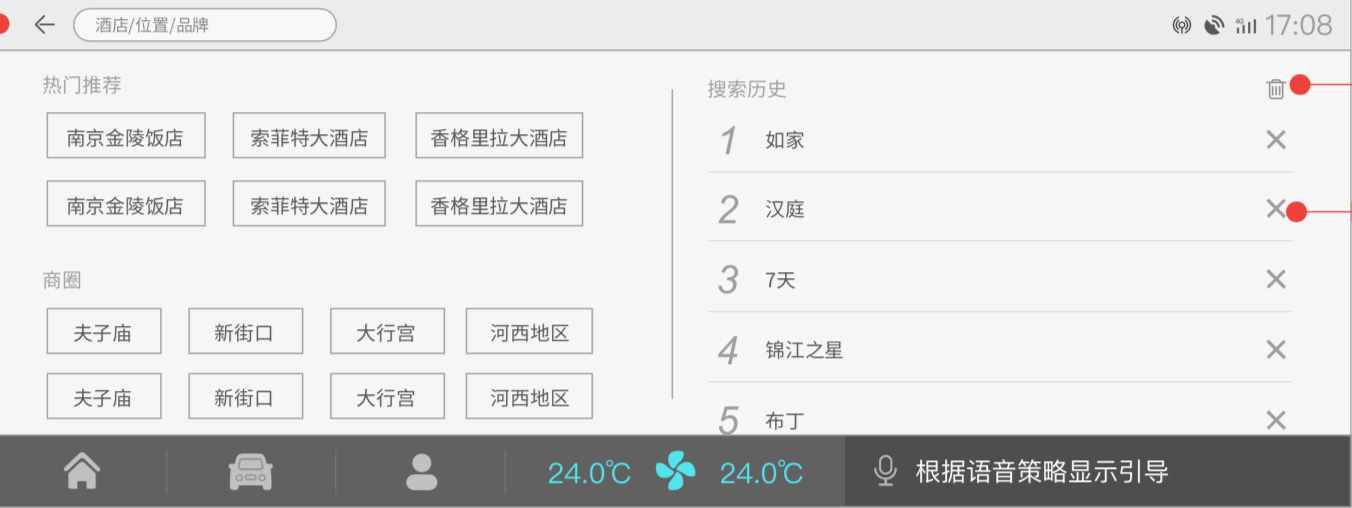 酒店/位置/品牌
4G 17:08
热门推荐
南京金陵饭店 索菲特大酒店 香格里拉大酒店
南京金陵饭店 索菲特大酒店 香格里拉大酒店
商圈
夫子庙 新街口 大行宫 河西地区
夫子庙 新街口 大行宫 河西地区
搜索历史
1 如家
2 汉庭
3 7天
4 锦江之星
5 布丁
24.0℃ 24.0℃
根据语音策略显示引导